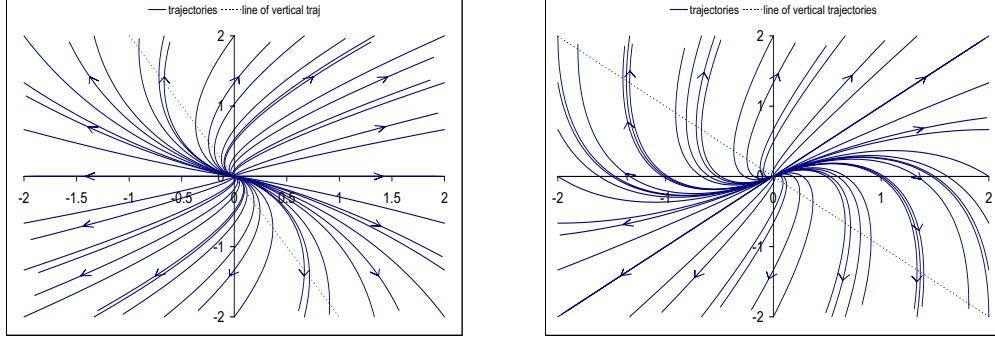 trajectories line of vertical traj
2
1
-2 -1.5 -1 -0.5 0 0.5 1 1.5 2
-1
-2
trajectories line of vertical trajectories
2
1
-2 -1 0 1 2
-1
-2